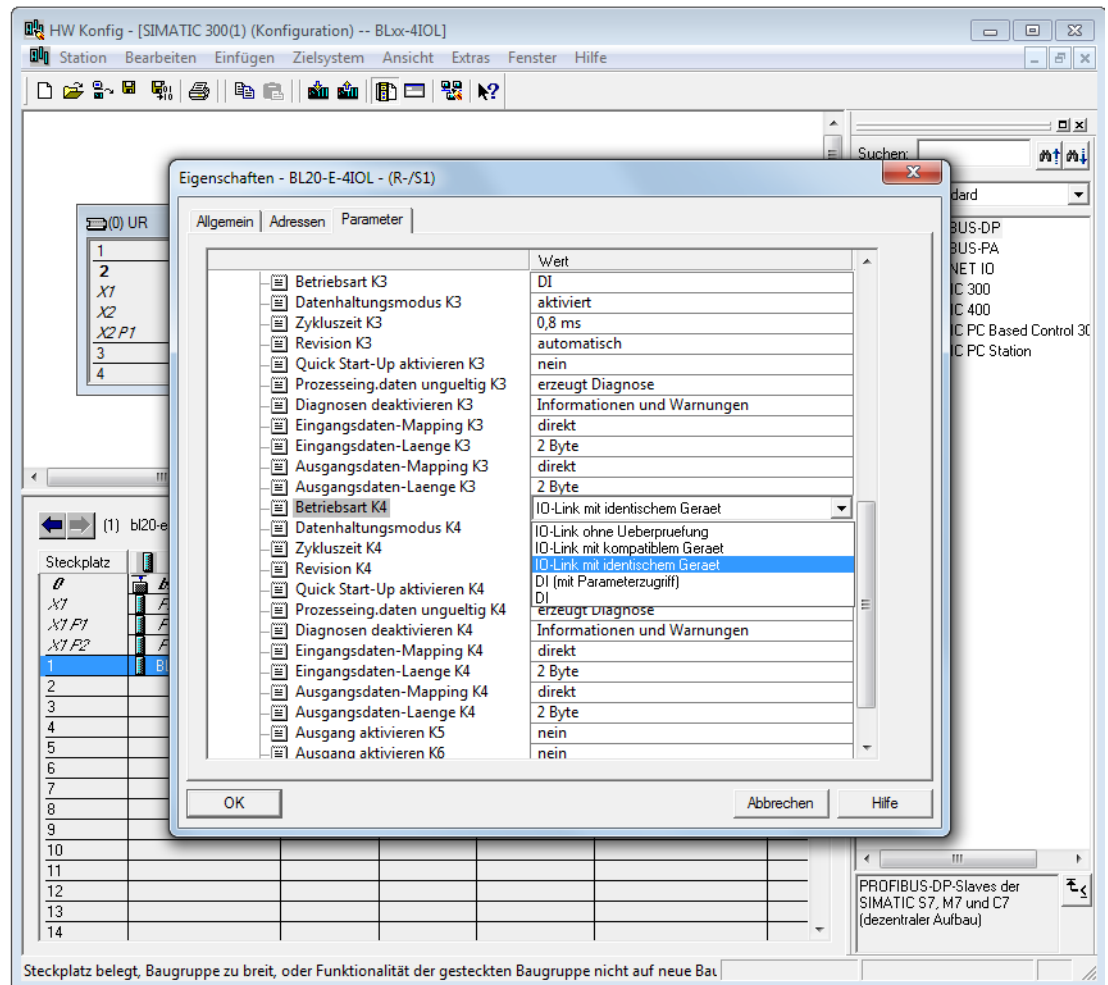 HW Konfig - [SIMATIC 300(1) (Konfiguration) -- BLxx-4IOL]
Station Bearbeiten Einfügen Zielsystem Ansicht Extras Fenster Hilfe
Suchen:
Eigenschaften - BL20-E-4IOL - (R-/S1)
Allgemein Adressen Parameter
(0) UR
1
2
X1
X2
X2 P1
3
4
Wert
Betriebsart K3 DI
Datenhaltungsmodus K3 aktiviert
Zykluszeit K3 0,8 ms
Revision K3 automatisch
Quick Start-Up aktivieren K3 nein
Prozesseing.daten ungueltig K3 erzeugt Diagnose
Diagnosen deaktivieren K3 Informationen und Warnungen
Eingangsdaten-Mapping K3 direkt
Eingangsdaten-Laenge K3 2 Byte
Ausgangsdaten-Mapping K3 direkt
Ausgangsdaten-Laenge K3 2 Byte
Betriebsart K4 IO-Link mit identischem Geraet
Datenhaltungsmodus K4
Zykluszeit K4
Revision K4
Quick Start-Up aktivieren K4
IO-Link ohne Ueberpruefung
IO-Link mit kompatiblem Geraet
IO-Link mit identischem Geraet
DI (mit Parameterzugriff)
DI
Prozesseing.daten ungueltig K4 erzeugt Diagnose
Diagnosen deaktivieren K4 Informationen und Warnungen
Eingangsdaten-Mapping K4 direkt
Eingangsdaten-Laenge K4 2 Byte
Ausgangsdaten-Mapping K4 direkt
Ausgangsdaten-Laenge K4 2 Byte
Ausgang aktivieren K5 nein
Ausgang aktivieren K6 nein
OK Abbrechen Hilfe
dard
BUS-DP
BUS-PA
NET IO
IC 300
IC 400
IC PC Based Control 30
IC PC Station
(1) bl20-e
Steckplatz
0
X1
X1 P1
X1 P2
1 BL
2
3
4
5
6
7
8
9
10
11
12
13
14
PROFIBUS-DP-Slaves der
SIMATIC S7, M7 und C7
(dezentraler Aufbau)
Steckplatz belegt, Baugruppe zu breit, oder Funktionalität der gesteckten Baugruppe nicht auf neue Bau